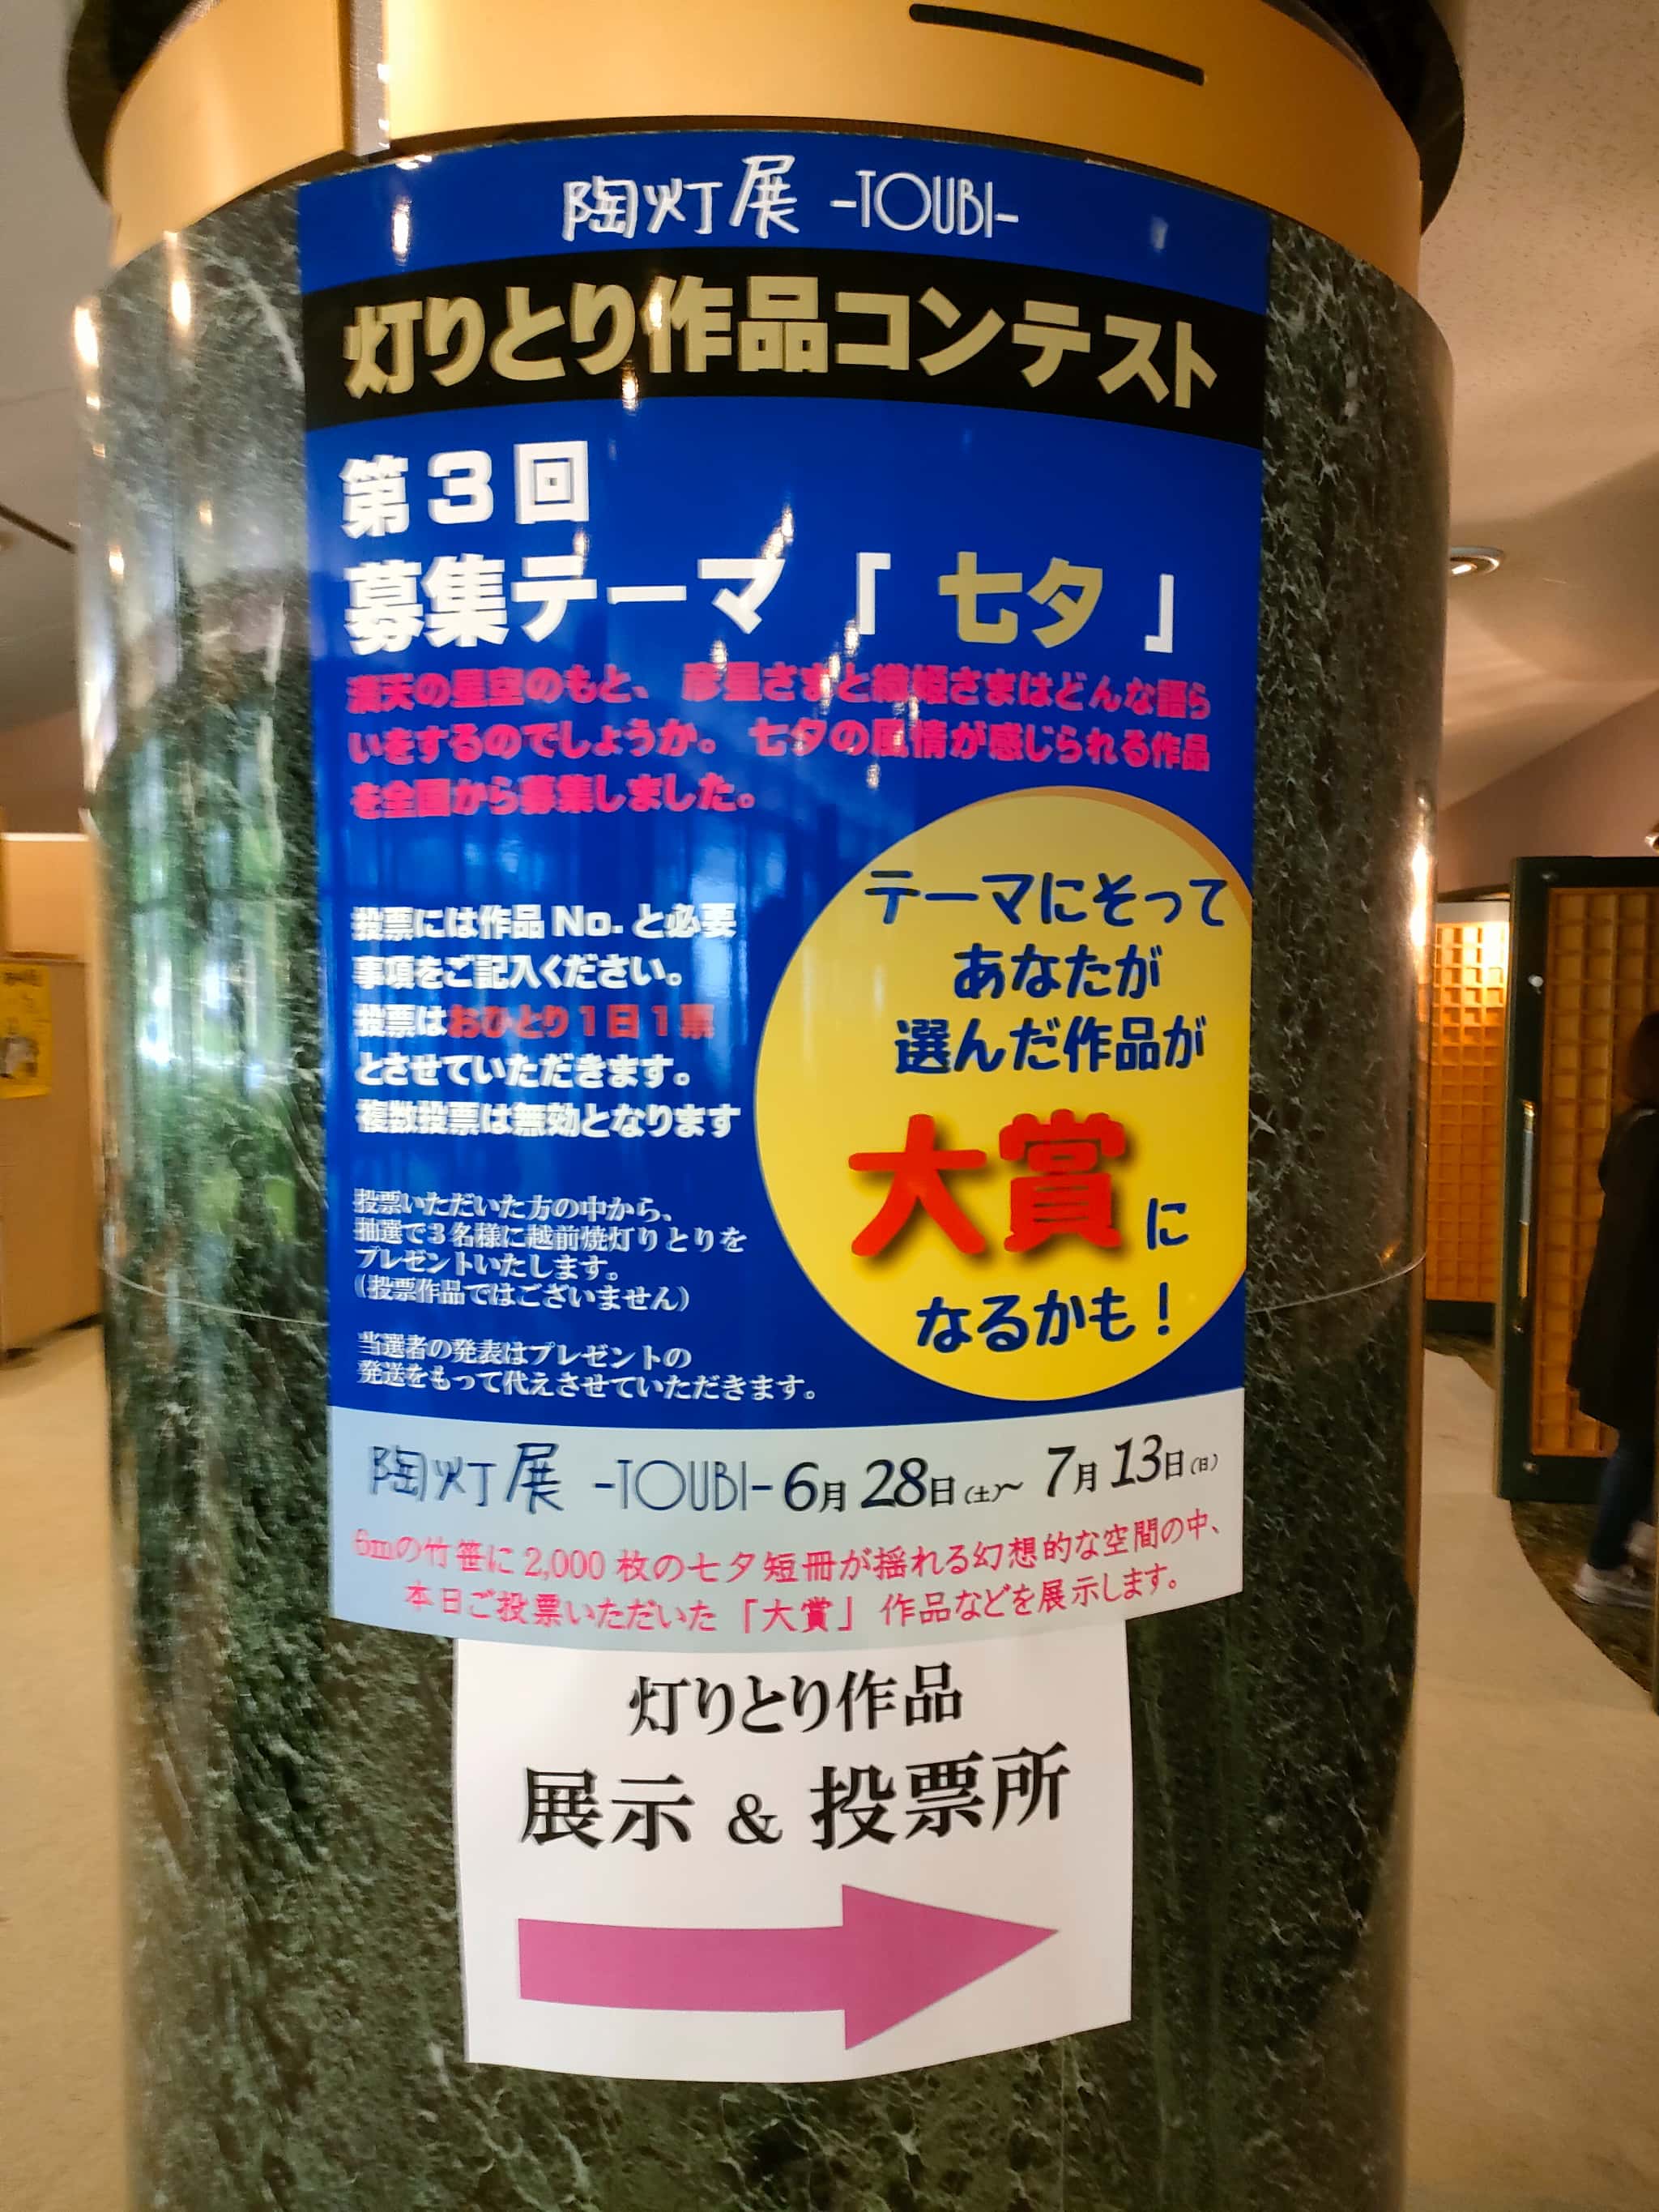 陶灯展 -TOUBI-
灯りとり作品コンテスト
第3回
募集テーマ「七夕」
満天の星空のもと、彦星さまと織姫さまはどんな語ら
いをするのでしょうか。七夕の風情が感じられる作品
を全国から募集しました。
投票には作品 No. と必要
事項をご記入ください。
投票はおひとり1日1票
とさせていただきます。
複数投票は無効となります
投票いただいた方の中から、
抽選で3名様に越前焼灯りとりを
プレゼントいたします。
(投票作品ではございません)
当選者の発表はプレゼントの
発送をもって代えさせていただきます。
テーマにそって
あなたが
選んだ作品が
大賞に
なるかも！
陶灯展 -TOUBI- 6月28日(土)～7月13日(日)
6mの竹笹に2,000枚の七夕短冊が揺れる幻想的な空間の中、
本日ご投票いただいた「大賞」作品などを展示します。
灯りとり作品
展示 & 投票所